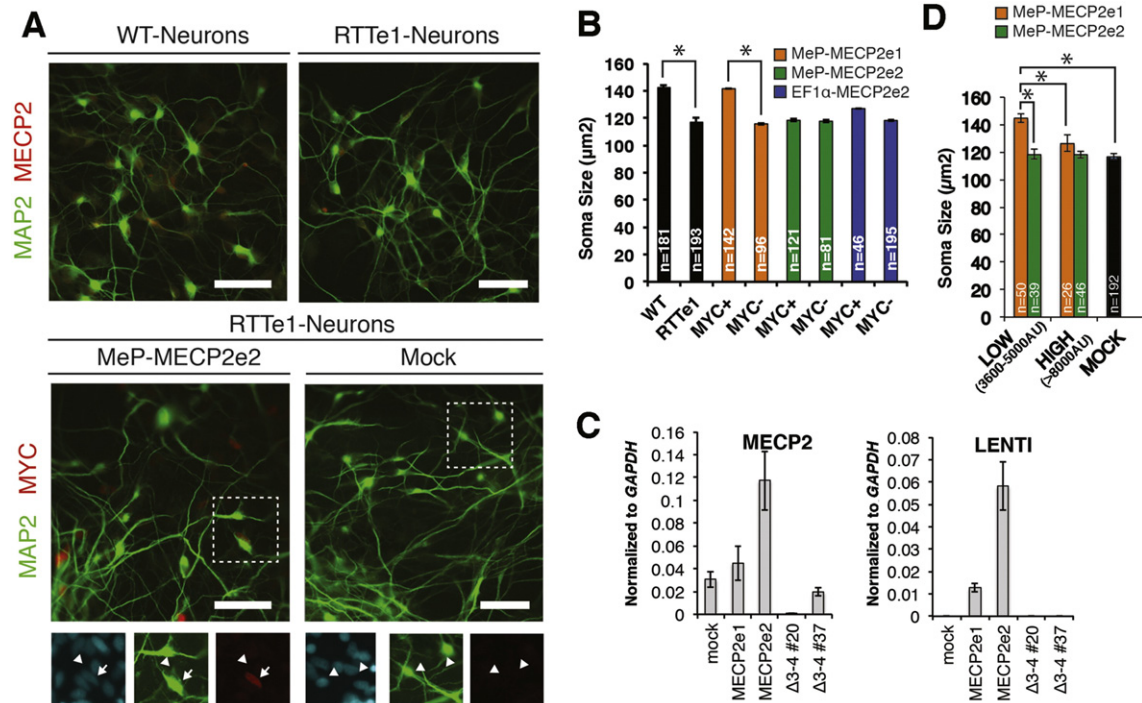 A
WT-Neurons
RTTe1-Neurons
MAP2 MECP2
RTTe1-Neurons
MeP-MECP2e2
Mock
MAP2 MYC
B
MeP-MECP2e1
MeP-MECP2e2
EF1α-MECP2e2
Soma Size (µm2)
160
140
120
100
80
60
40
20
0
*
*
n=181
n=193
n=142
n=96
n=121
n=81
n=46
n=195
WT
RTTe1
MYC+
MYC-
MYC+
MYC-
MYC+
MYC-
D
MeP-MECP2e1
MeP-MECP2e2
Soma Size (µm2)
160
140
120
100
80
60
40
20
0
*
*
*
n=50
n=39
n=26
n=46
n=192
LOW
(3600-5000AU)
HIGH
(>8000AU)
MOCK
C
MECP2
Normalized to GAPDH
0.16
0.14
0.12
0.10
0.08
0.06
0.04
0.02
0
mock
MECP2e1
MECP2e2
Δ3-4 #20
Δ3-4 #37
LENTI
Normalized to GAPDH
0.08
0.07
0.06
0.05
0.04
0.03
0.02
0.01
0
mock
MECP2e1
MECP2e2
Δ3-4 #20
Δ3-4 #37